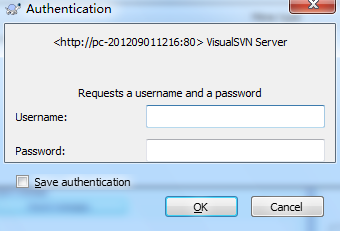 Authentication
<http://pc-201209011216:80> VisualSVN Server
Requests a username and a password
Username:
Password:
Save authentication
OK
Cancel